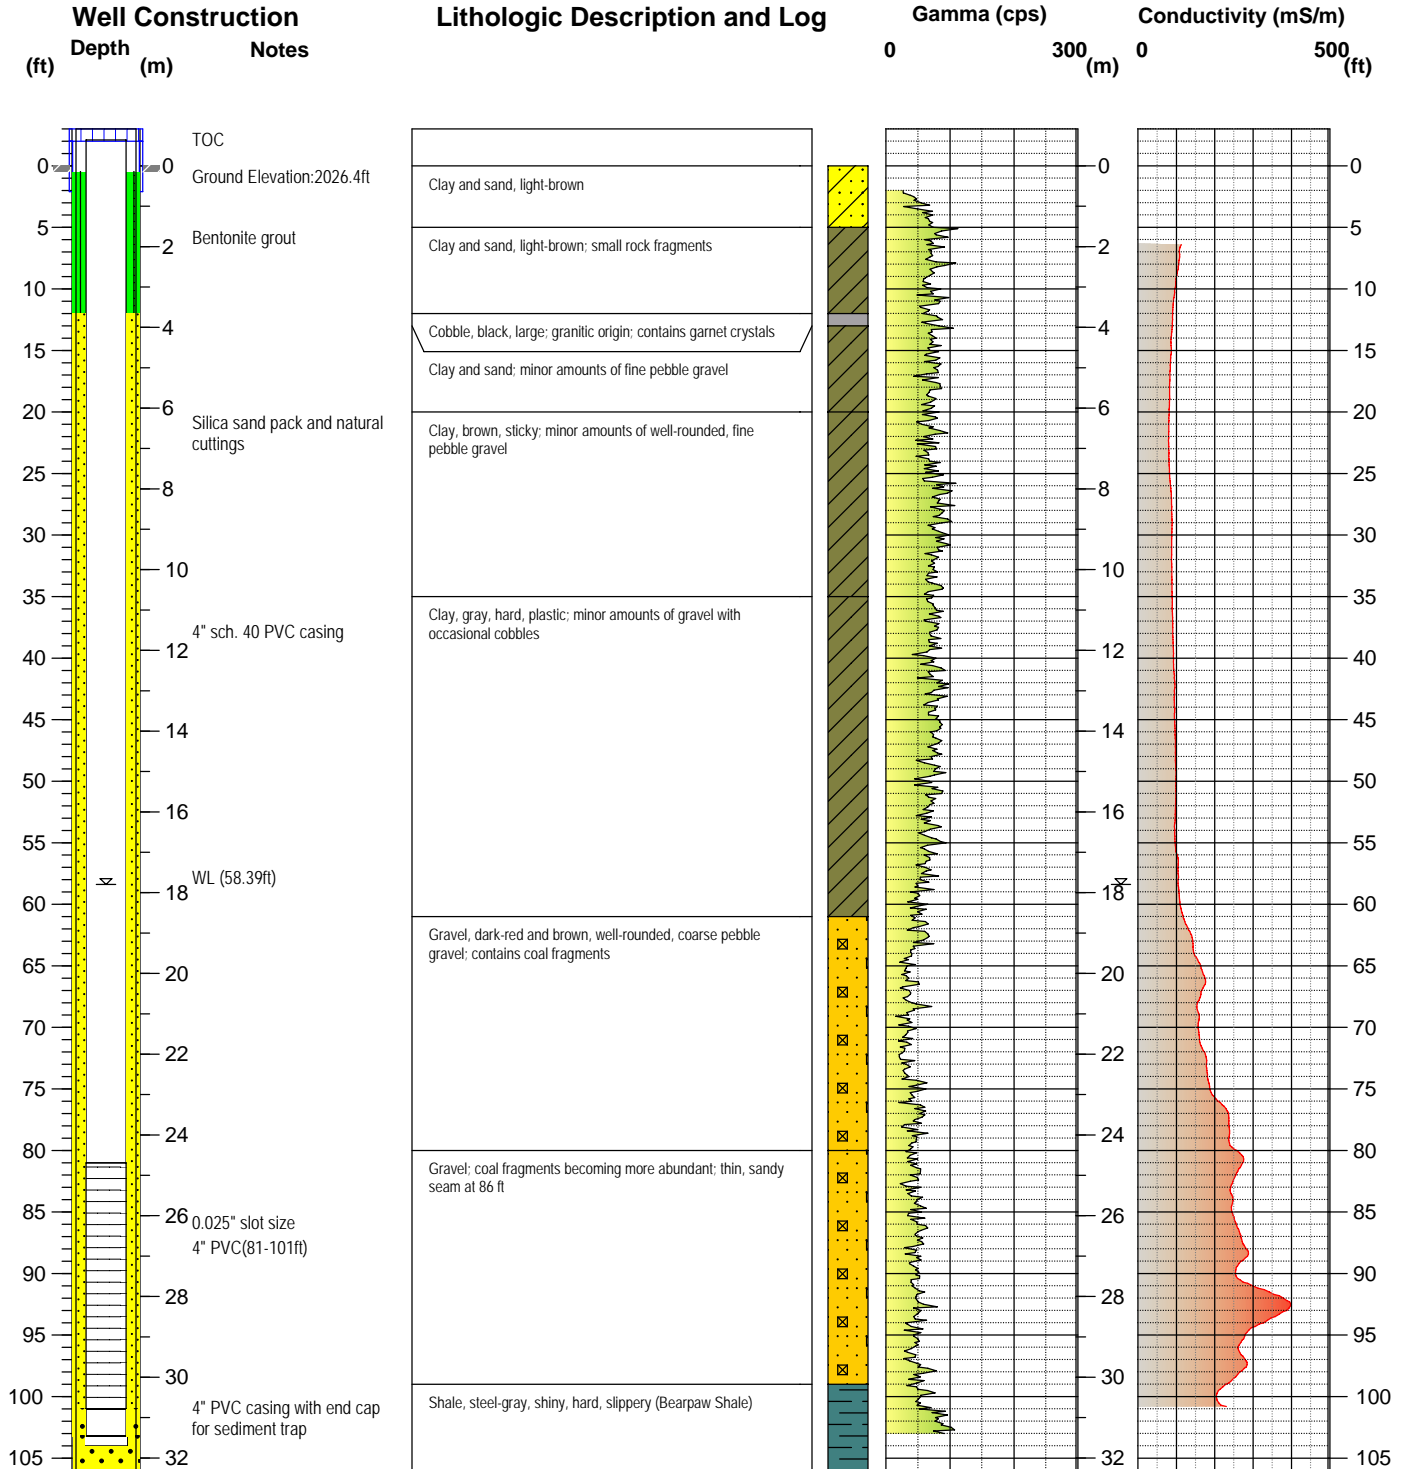 Well Construction
Lithologic Description and Log
Gamma (cps)
Conductivity (mS/m)
Depth
Notes
(ft)
(m)
0
300
(m)
0
500
(ft)
TOC
0
0
Ground Elevation:2026.4ft
Clay and sand, light-brown
0
0
5
2
Bentonite grout
Clay and sand, light-brown; small rock fragments
2
5
10
10
4
Cobble, black, large; granitic origin; contains garnet crystals
4
15
Clay and sand; minor amounts of fine pebble gravel
15
20
6
Silica sand pack and natural
cuttings
Clay, brown, sticky; minor amounts of well-rounded, fine
pebble gravel
6
20
25
8
8
25
30
10
10
30
35
4" sch. 40 PVC casing
Clay, gray, hard, plastic; minor amounts of gravel with
occasional cobbles
35
40
12
12
40
45
14
14
45
50
16
16
50
55
WL (58.39ft)
18
18
55
60
60
Gravel, dark-red and brown, well-rounded, coarse pebble
gravel; contains coal fragments
65
20
20
65
70
22
22
70
75
75
24
24
80
80
Gravel; coal fragments becoming more abundant; thin, sandy
seam at 86 ft
85
26
0.025" slot size
4" PVC(81-101ft)
26
85
90
28
28
90
95
95
30
30
100
4" PVC casing with end cap
for sediment trap
Shale, steel-gray, shiny, hard, slippery (Bearpaw Shale)
100
105
32
32
105